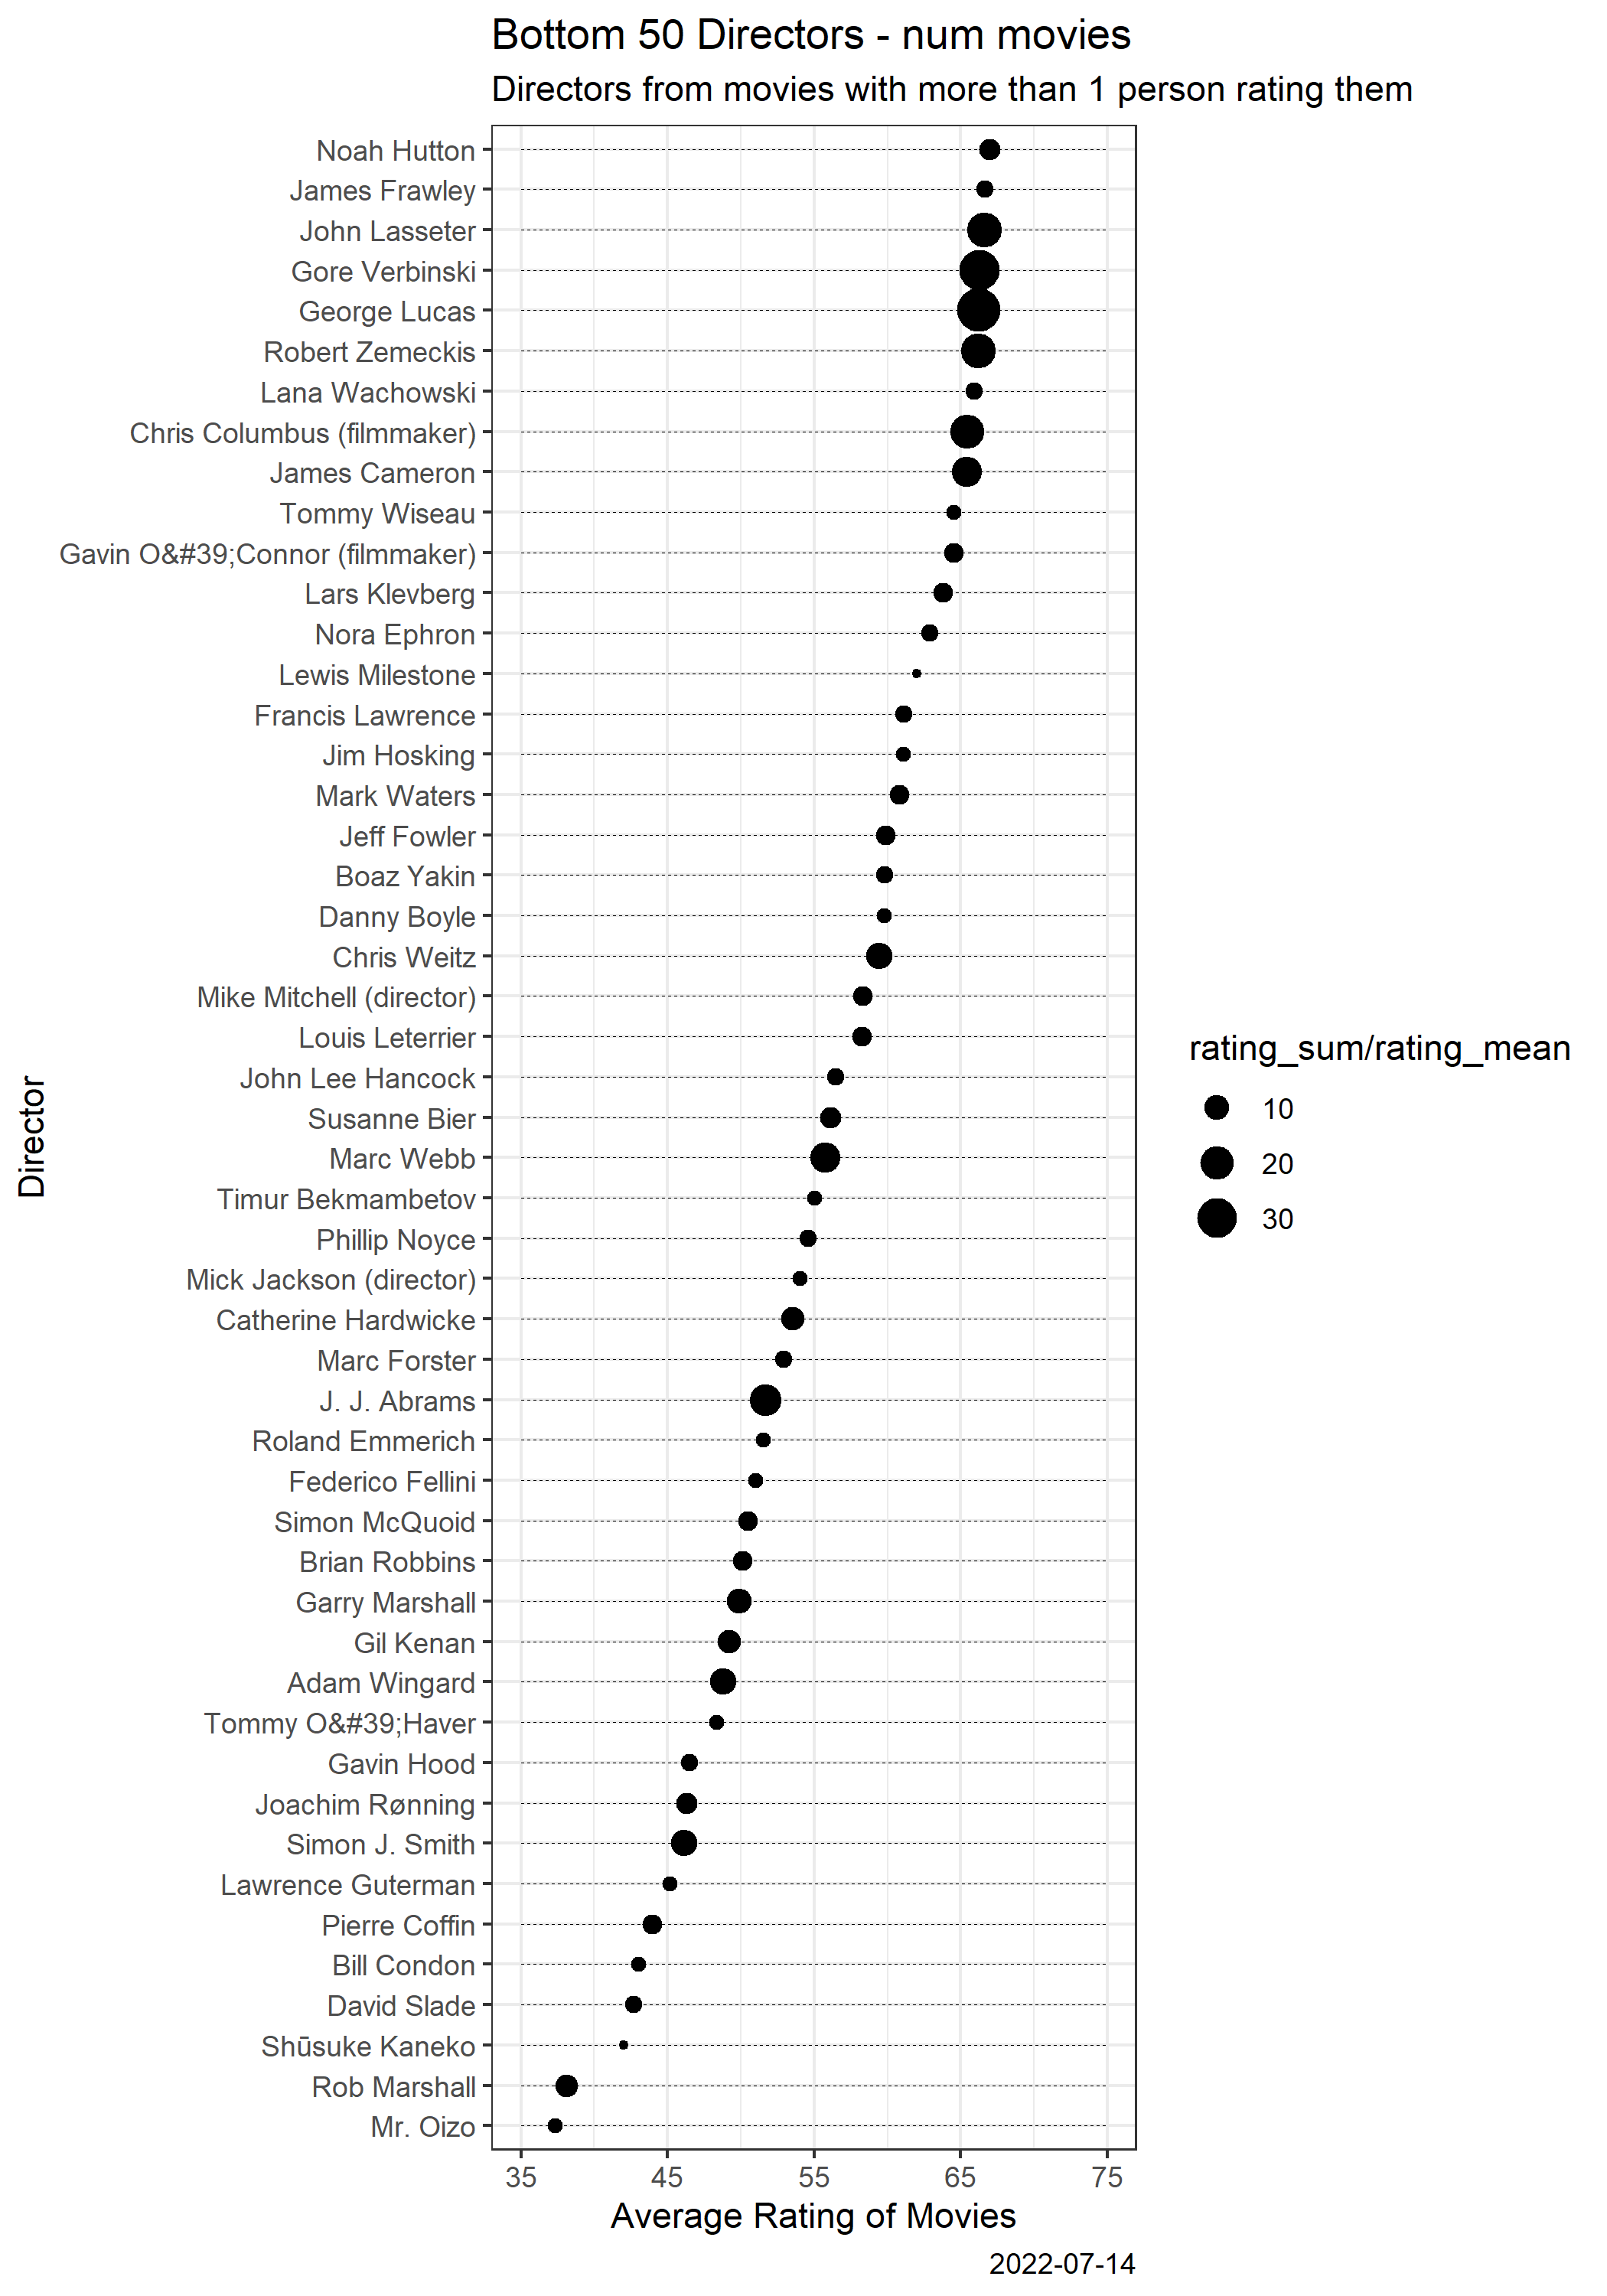 Bottom 50 Directors - num movies
Directors from movies with more than 1 person rating them
Noah Hutton
James Frawley
John Lasseter
Gore Verbinski
George Lucas
Robert Zemeckis
Lana Wachowski
Chris Columbus (filmmaker)
James Cameron
Tommy Wiseau
Gavin O&#39;Connor (filmmaker)
Lars Klevberg
Nora Ephron
Lewis Milestone
Francis Lawrence
Jim Hosking
Mark Waters
Jeff Fowler
Boaz Yakin
Danny Boyle
Chris Weitz
Mike Mitchell (director)
Louis Leterrier
John Lee Hancock
Susanne Bier
Marc Webb
Timur Bekmambetov
Phillip Noyce
Mick Jackson (director)
Catherine Hardwicke
Marc Forster
J. J. Abrams
Roland Emmerich
Federico Fellini
Simon McQuoid
Brian Robbins
Garry Marshall
Gil Kenan
Adam Wingard
Tommy O&#39;Haver
Gavin Hood
Joachim Rønning
Simon J. Smith
Lawrence Guterman
Pierre Coffin
Bill Condon
David Slade
Shūsuke Kaneko
Rob Marshall
Mr. Oizo
Director
35 45 55 65 75
Average Rating of Movies
2022-07-14
rating_sum/rating_mean
10
20
30